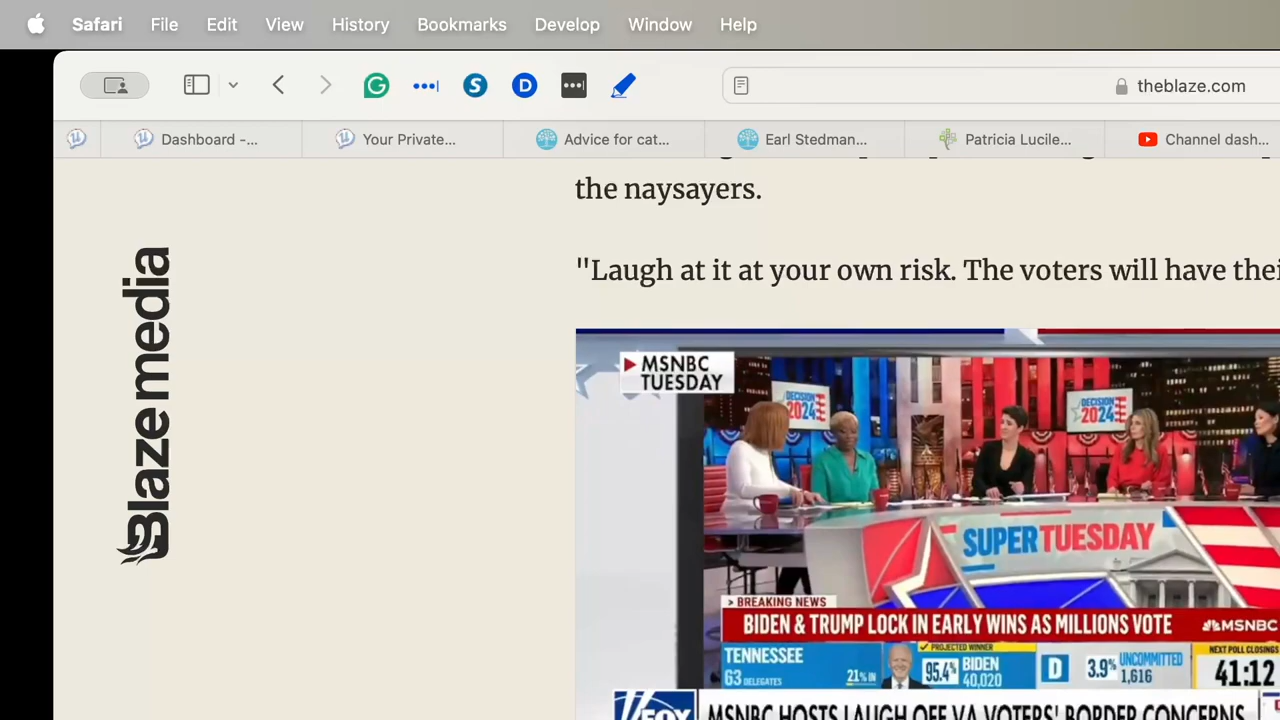 Safari File Edit View History Bookmarks Develop Window Help
theblaze.com
Dashboard -... Your Private... Advice for cat... Earl Stedman... Patricia Lucile... Channel dash...
the naysayers.
"Laugh at it at your own risk. The voters will have thei
Blaze media
MSNBC
TUESDAY
DECISION
2024
DECISION
2024
SUPER TUESDAY
> BREAKING NEWS
BIDEN & TRUMP LOCK IN EARLY WINS AS MILLIONS VOTE
MSNBC
TENNESSEE
63 DELEGATES
21% IN
✓ PROJECTED WINNER
95.4% BIDEN
40,020
D
3.9% UNCOMMITTED
1,616
NEXT POLL CLOSINGS
41:12
FOX
MSNBC HOSTS LAUGH OFF VA VOTERS' BORDER CONCERNS